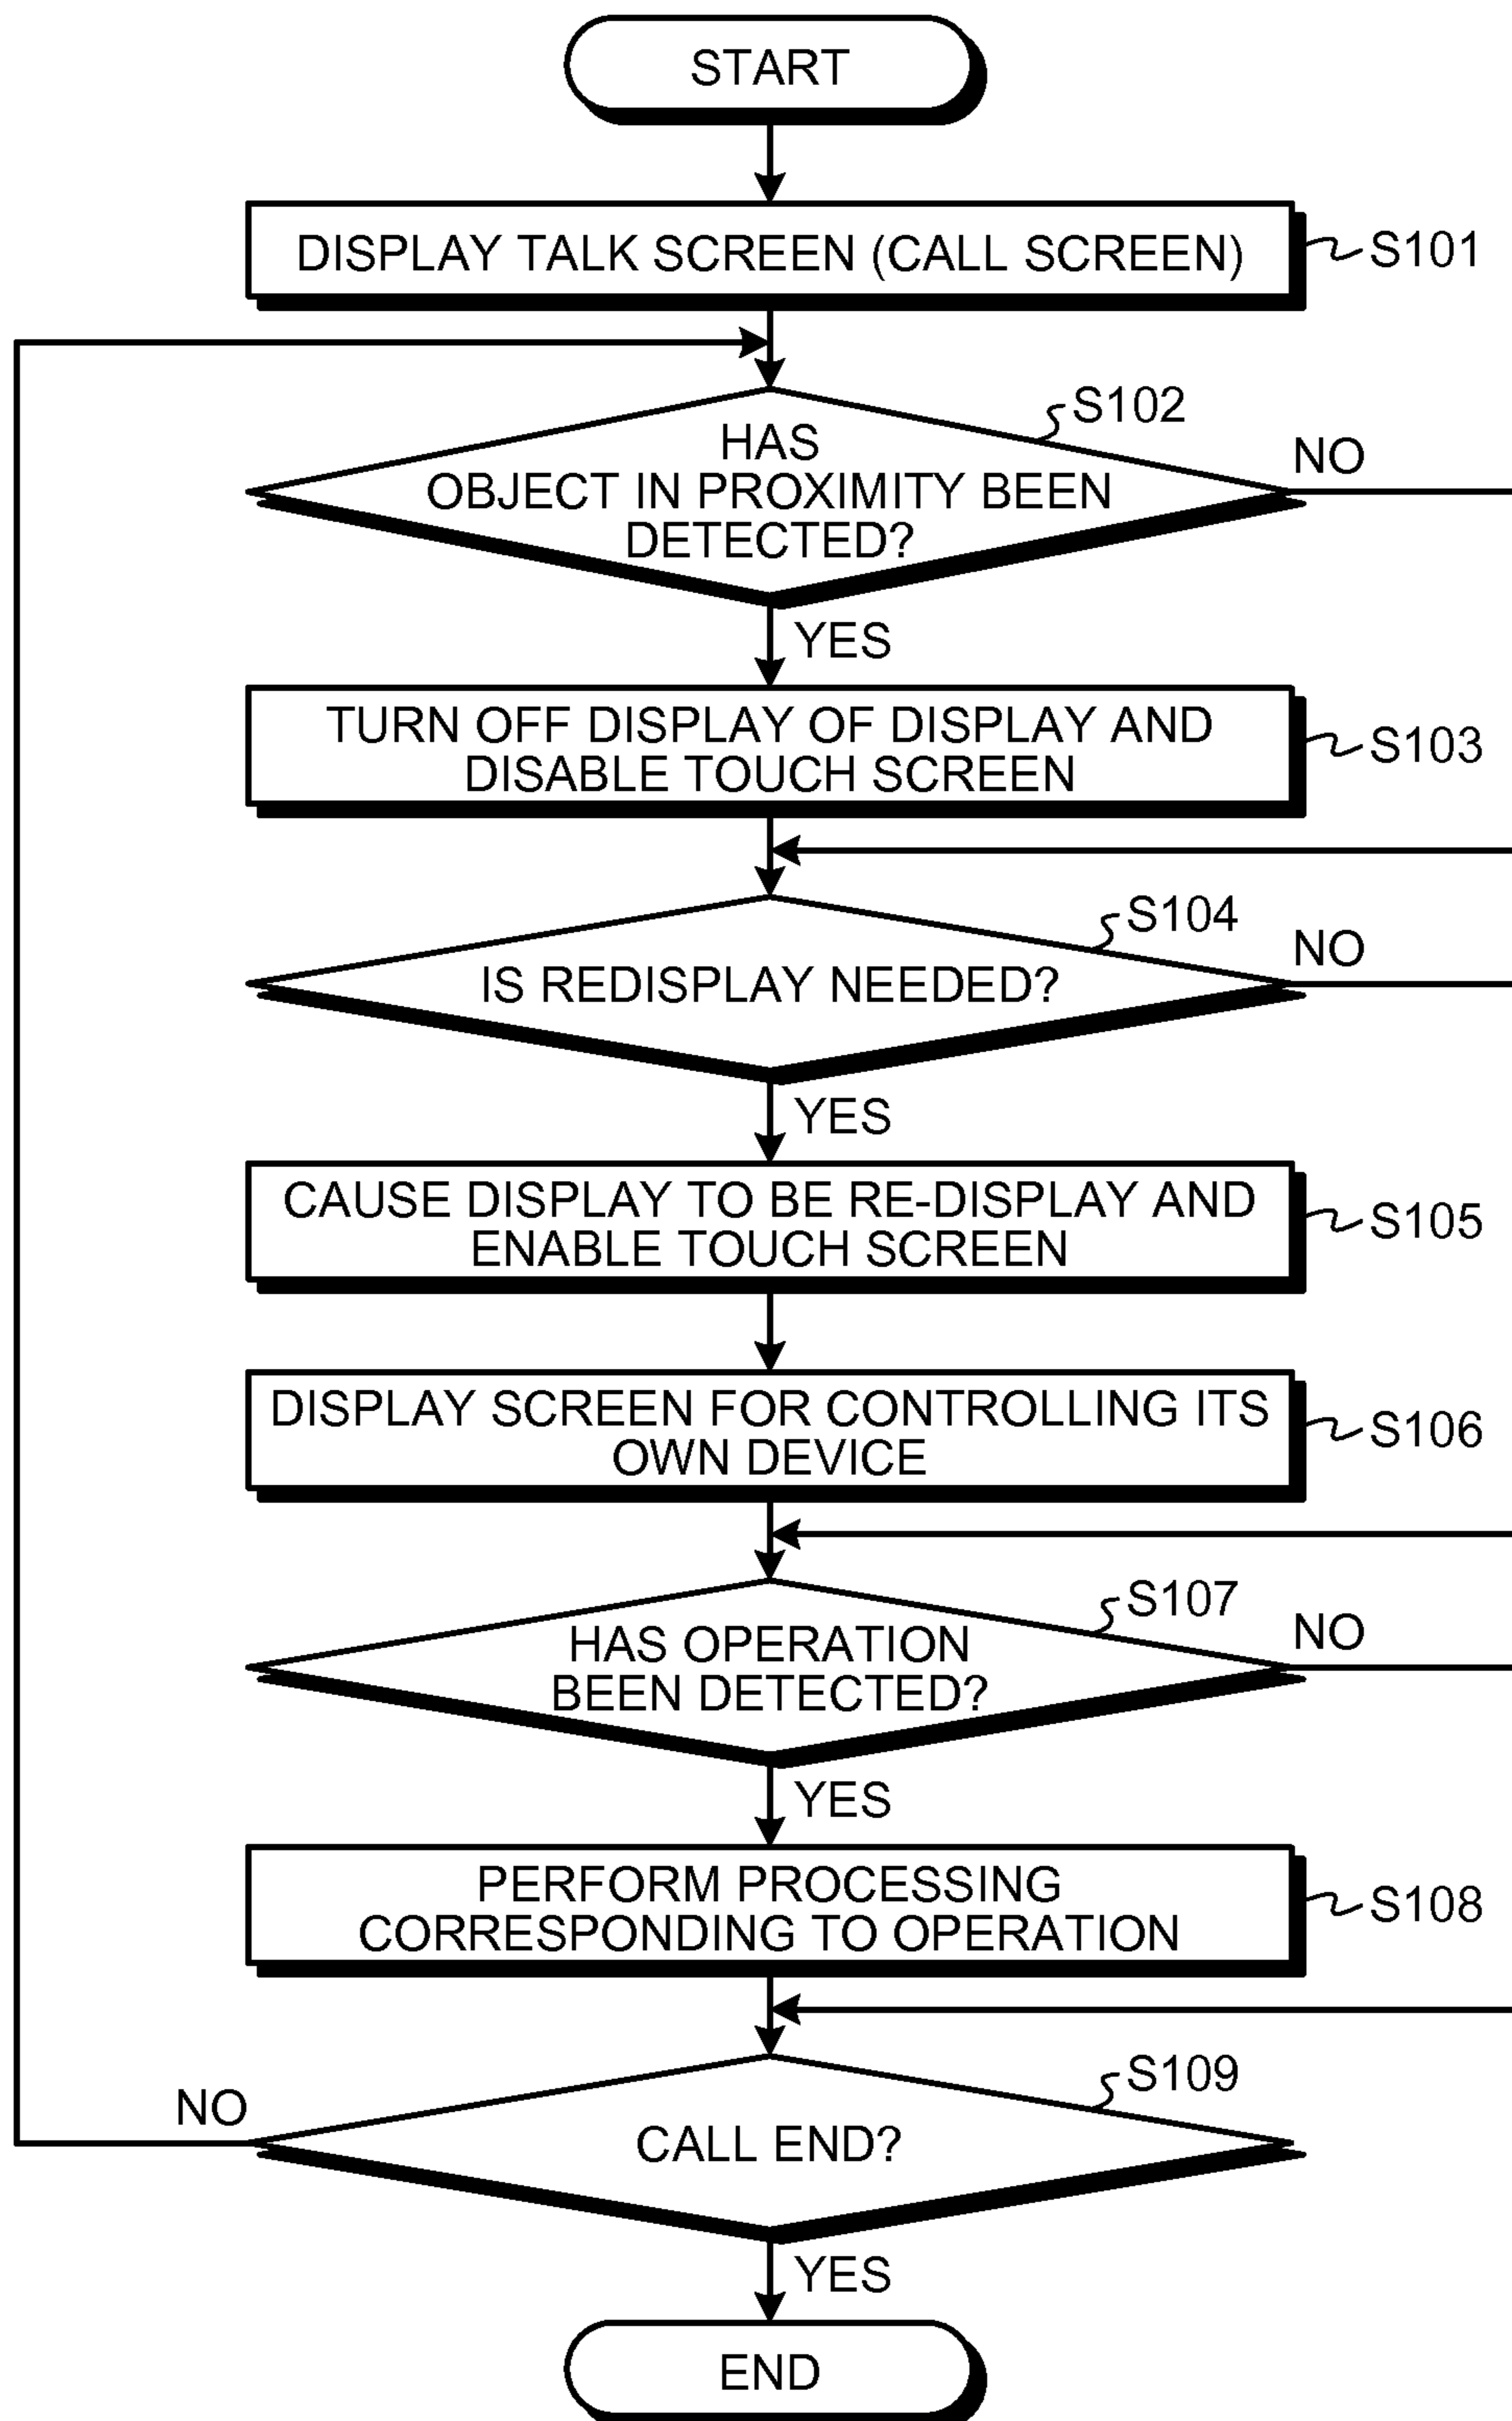 START
DISPLAY TALK SCREEN (CALL SCREEN)
S101
S102
HAS
OBJECT IN PROXIMITY BEEN
DETECTED?
NO
YES
TURN OFF DISPLAY OF DISPLAY AND
DISABLE TOUCH SCREEN
S103
S104
IS REDISPLAY NEEDED?
NO
YES
CAUSE DISPLAY TO BE RE-DISPLAY AND
ENABLE TOUCH SCREEN
S105
DISPLAY SCREEN FOR CONTROLLING ITS
OWN DEVICE
S106
S107
HAS OPERATION
BEEN DETECTED?
NO
YES
PERFORM PROCESSING
CORRESPONDING TO OPERATION
S108
S109
NO
CALL END?
YES
END